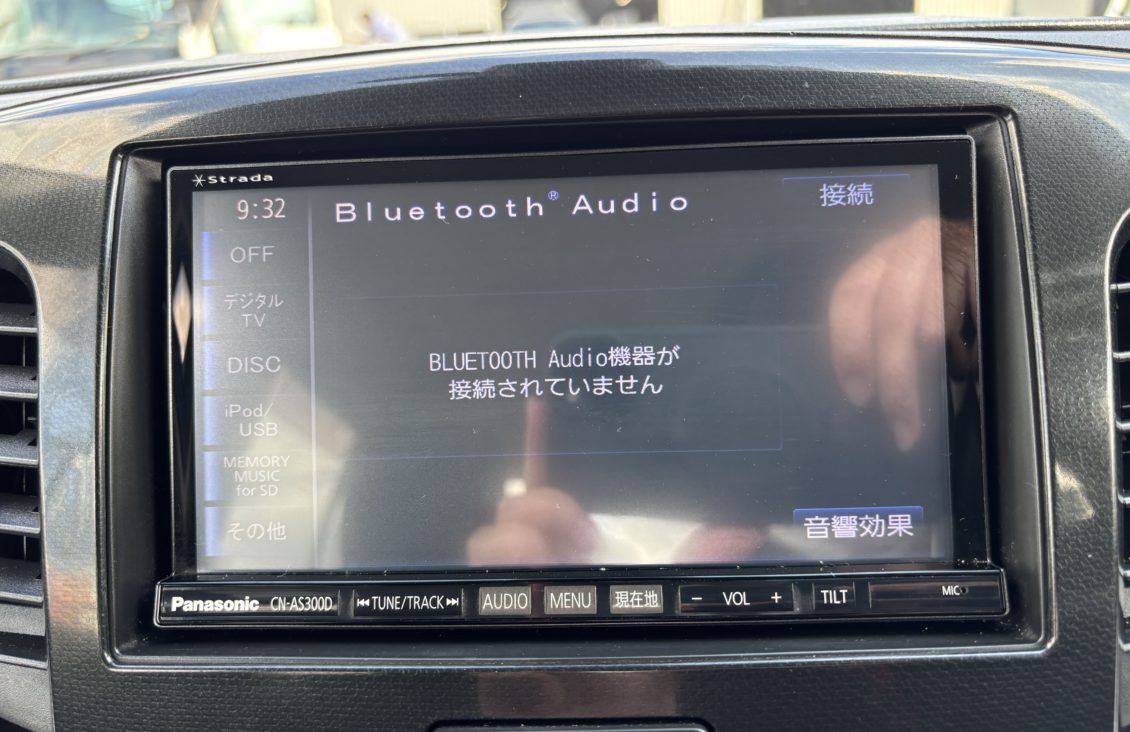 Strada
9:32
Bluetooth® Audio
接続
OFF
デジタル
TV
DISC
iPod/
USB
MEMORY
MUSIC
for SD
その他
BLUETOOTH Audio機器が
接続されていません
音響効果
Panasonic CN-AS300D ⏮TUNE/TRACK⏭ AUDIO MENU 現在地 − VOL + TILT MIC